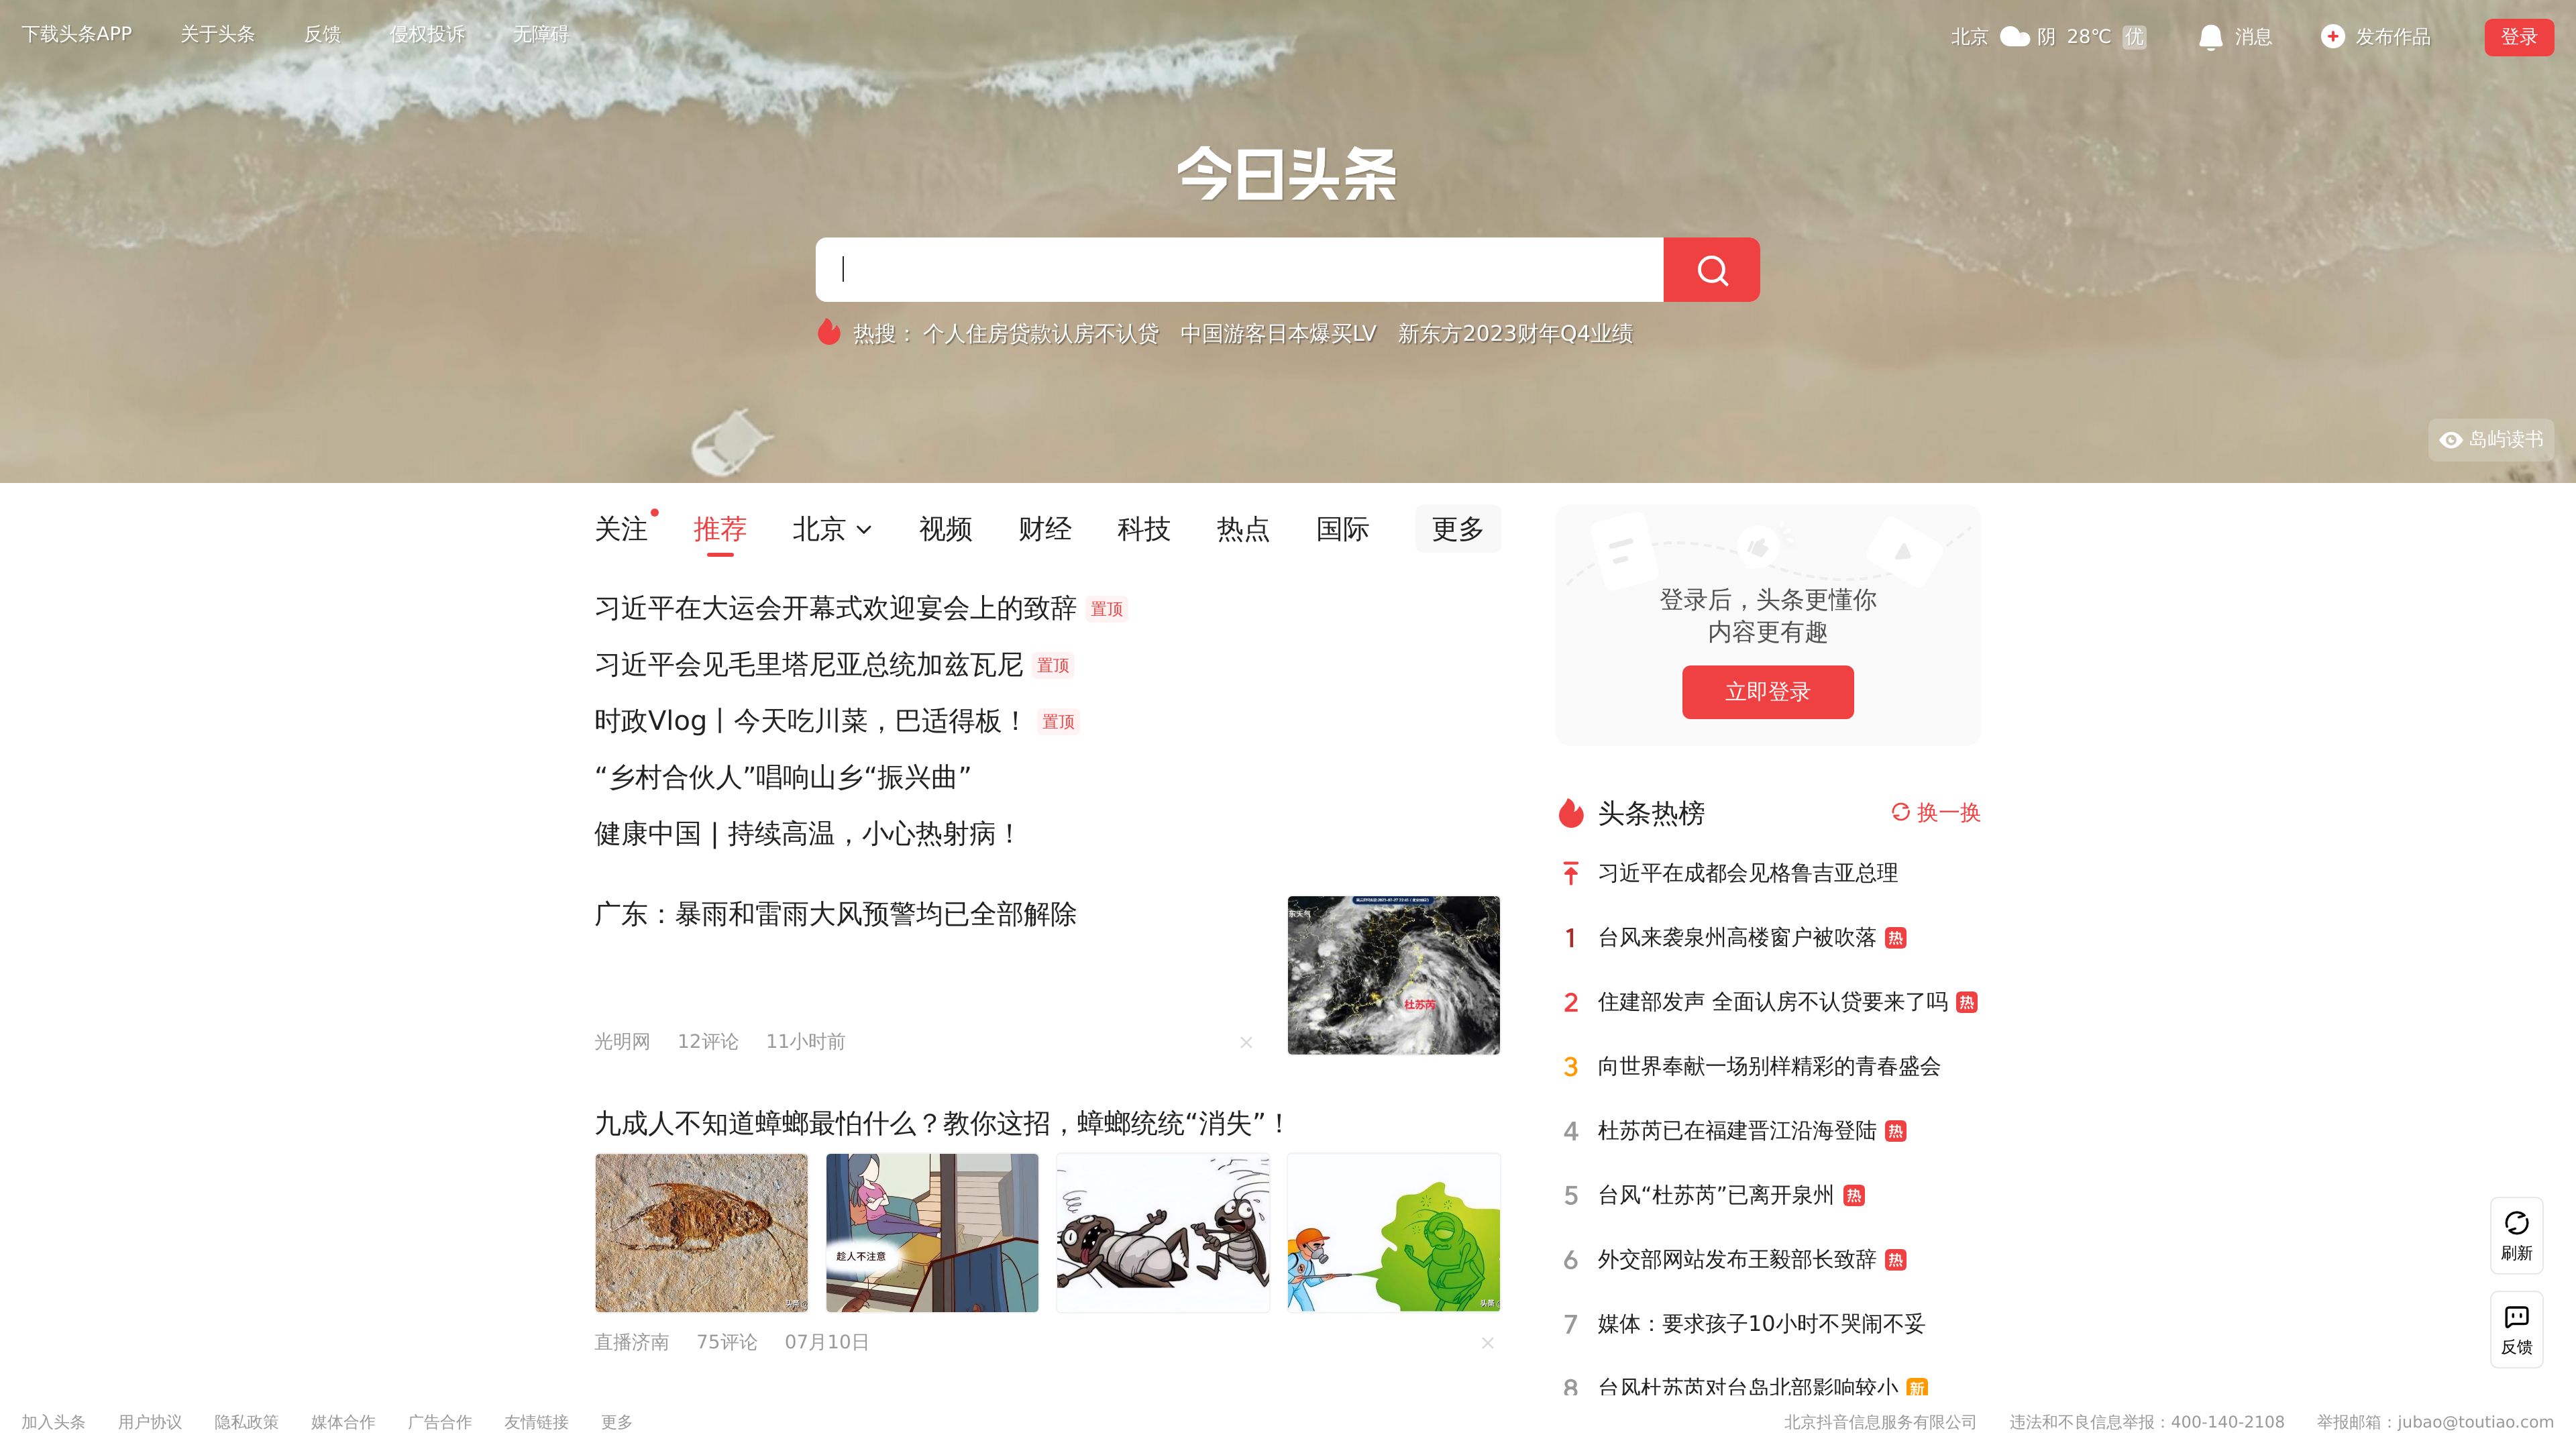 下载头条APP 关于头条 反馈 侵权投诉 无障碍 北京 阴 28℃ 优 消息 发布作品 登录
今日头条
热搜： 个人住房贷款认房不认贷 中国游客日本爆买LV 新东方2023财年Q4业绩
岛屿读书
关注 推荐 北京 视频 财经 科技 热点 国际 更多
习近平在大运会开幕式欢迎宴会上的致辞 置顶
习近平会见毛里塔尼亚总统加兹瓦尼 置顶
时政Vlog丨今天吃川菜，巴适得板！ 置顶
“乡村合伙人”唱响山乡“振兴曲”
健康中国 | 持续高温，小心热射病！
广东：暴雨和雷雨大风预警均已全部解除
东天气
杜苏芮
光明网 12评论 11小时前
九成人不知道蟑螂最怕什么？教你这招，蟑螂统统“消失”！
趁人不注意
直播济南 75评论 07月10日
登录后，头条更懂你
内容更有趣
立即登录
头条热榜 换一换
习近平在成都会见格鲁吉亚总理
1 台风来袭泉州高楼窗户被吹落 热
2 住建部发声 全面认房不认贷要来了吗 热
3 向世界奉献一场别样精彩的青春盛会
4 杜苏芮已在福建晋江沿海登陆 热
5 台风“杜苏芮”已离开泉州 热
6 外交部网站发布王毅部长致辞 热
7 媒体：要求孩子10小时不哭闹不妥
8 台风杜苏芮对台岛北部影响较小 新
刷新
反馈
加入头条 用户协议 隐私政策 媒体合作 广告合作 友情链接 更多 北京抖音信息服务有限公司 违法和不良信息举报：400-140-2108 举报邮箱：jubao@toutiao.com